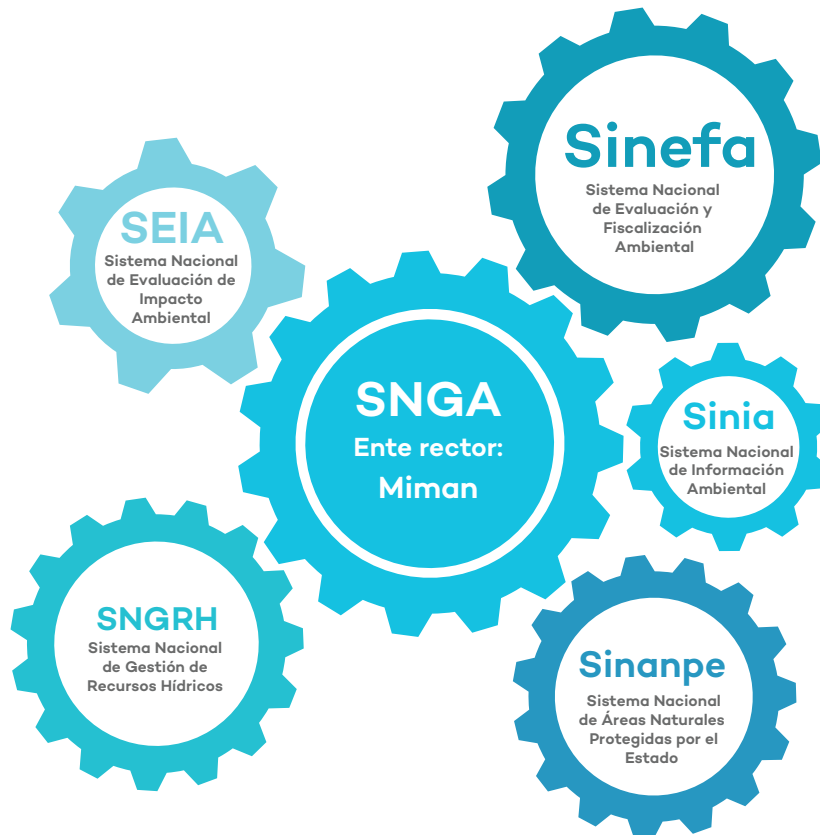 Sinefa
Sistema Nacional
de Evaluación y
Fiscalización
Ambiental
SEIA
Sistema Nacional
de Evaluación de
Impacto
Ambiental
SNGA
Ente rector:
Miman
Sinia
Sistema Nacional
de Información
Ambiental
SNGRH
Sistema Nacional
de Gestión de
Recursos Hídricos
Sinanpe
Sistema Nacional
de Áreas Naturales
Protegidas por el
Estado